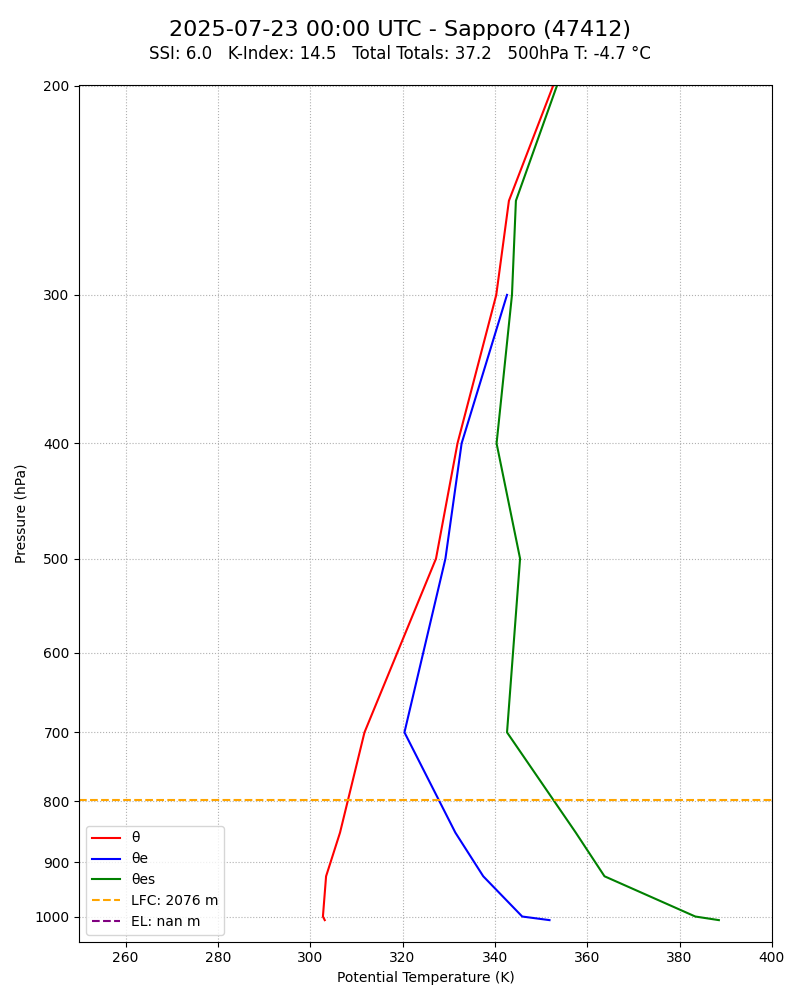 2025-07-23 00:00 UTC - Sapporo (47412)
SSI: 6.0   K-Index: 14.5   Total Totals: 37.2   500hPa T: -4.7 °C
200
300
400
500
600
700
800
900
1000
Pressure (hPa)
θ
θe
θes
LFC: 2076 m
EL: nan m
260 280 300 320 340 360 380 400
Potential Temperature (K)